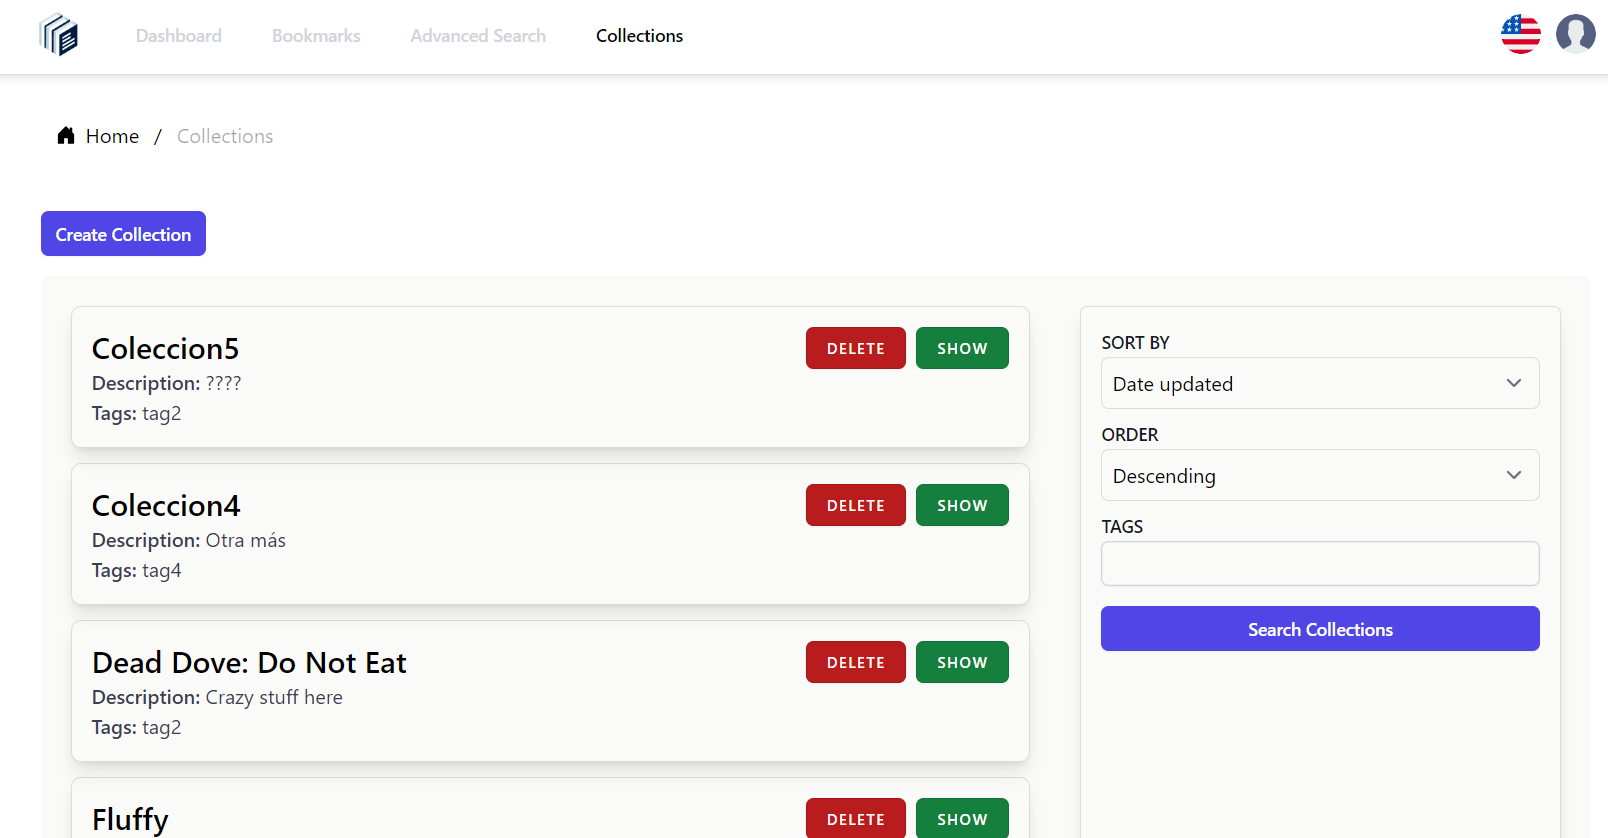 Dashboard Bookmarks Advanced Search Collections
Home / Collections
Create Collection
Coleccion5
DELETE SHOW
Description: ????
Tags: tag2
Coleccion4
DELETE SHOW
Description: Otra más
Tags: tag4
Dead Dove: Do Not Eat
DELETE SHOW
Description: Crazy stuff here
Tags: tag2
Fluffy
DELETE SHOW
SORT BY
Date updated
ORDER
Descending
TAGS
Search Collections